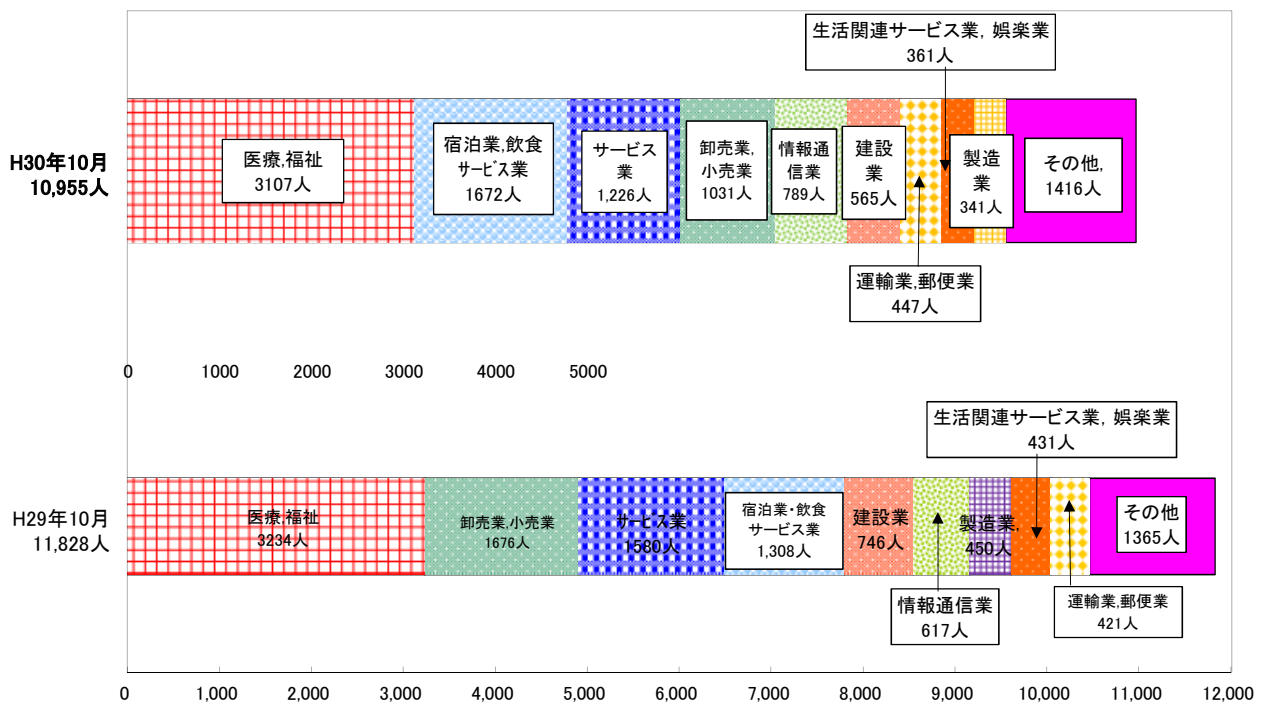 生活関連サービス業, 娯楽業
361人
H30年10月
10,955人
医療,福祉
3107人
宿泊業,飲食
サービス業
1672人
サービス
業
1,226人
卸売業,
小売業
1031人
情報通
信業
789人
建設
業
565人
製造
業
341人
その他,
1416人
運輸業,郵便業
447人
0 1000 2000 3000 4000 5000
生活関連サービス業, 娯楽業
431人
H29年10月
11,828人
医療,福祉
3234人
卸売業,小売業
1676人
サービス業
1580人
宿泊業・飲食
サービス業
1,308人
建設業
746人
製造業,
450人
その他
1365人
情報通信業
617人
運輸業,郵便業
421人
0 1,000 2,000 3,000 4,000 5,000 6,000 7,000 8,000 9,000 10,000 11,000 12,000